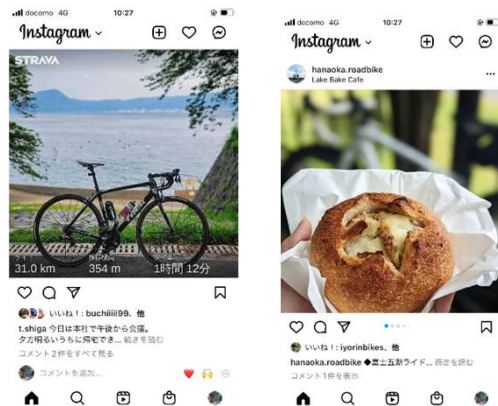 docomo 4G 10:27
Instagram
STRAVA
31.0 km 354 m 1時間 12分
いいね！: buchiiiii99、他
t.shiga 今日は本社で午後から会議。
夕方明るいうちに帰宅でき... 続きを読む
コメント2件をすべて見る
コメントを追加...
docomo 4G 10:27
Instagram
hanaoka.roadbike
Lake Bake Cafe
いいね！: iyorinbikes、他
hanaoka.roadbike ◆富士五湖ライド... 続きを読む
コメント1件を表示